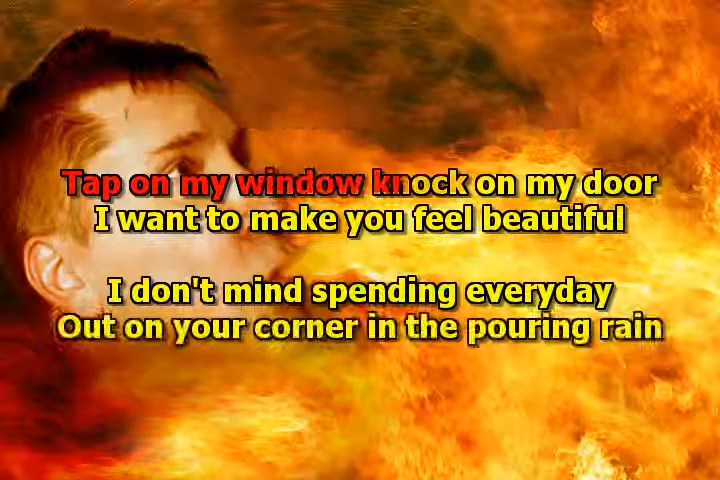 Tap on my window knock on my door
I want to make you feel beautiful
I don't mind spending everyday
Out on your corner in the pouring rain